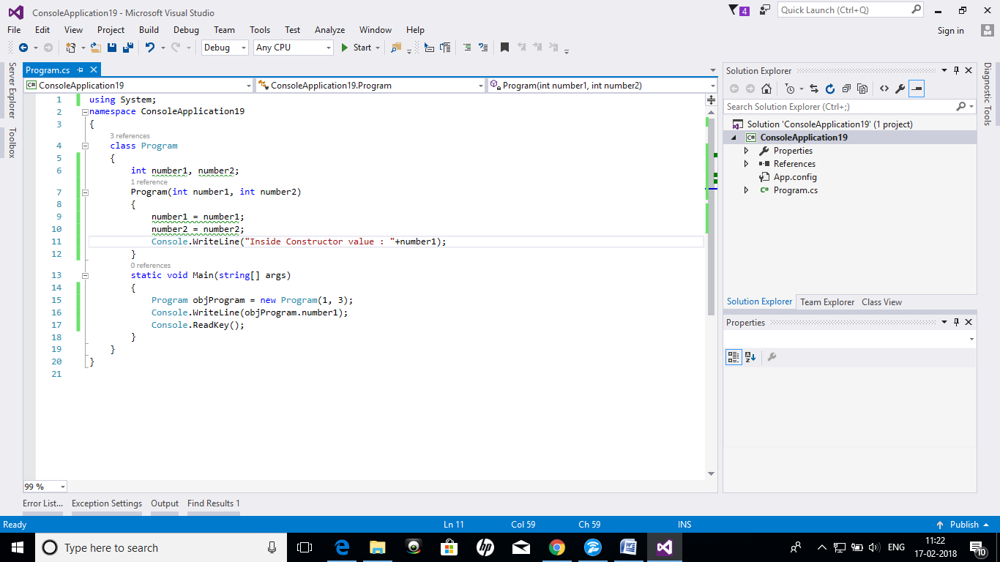 ConsoleApplication19 - Microsoft Visual Studio
4
Quick Launch (Ctrl+Q)
File Edit View Project Build Debug Team Tools Test Analyze Window Help
Sign in
Debug Any CPU Start
Server Explorer
Toolbox
Program.cs
ConsoleApplication19 ConsoleApplication19.Program Program(int number1, int number2)
1 using System;
2 namespace ConsoleApplication19
3 {
3 references
4 class Program
5 {
6 int number1, number2;
1 reference
7 Program(int number1, int number2)
8 {
9 number1 = number1;
10 number2 = number2;
11 Console.WriteLine("Inside Constructor value : "+number1);
12 }
0 references
13 static void Main(string[] args)
14 {
15 Program objProgram = new Program(1, 3);
16 Console.WriteLine(objProgram.number1);
17 Console.ReadKey();
18 }
19 }
20 }
21
99 %
Solution Explorer
Search Solution Explorer (Ctrl+;)
Solution 'ConsoleApplication19' (1 project)
C# ConsoleApplication19
Properties
References
App.config
C# Program.cs
Solution Explorer Team Explorer Class View
Properties
Diagnostic Tools
Error List... Exception Settings Output Find Results 1
Ready Ln 11 Col 59 Ch 59 INS Publish
Type here to search
hp
ENG
11:22
17-02-2018
10